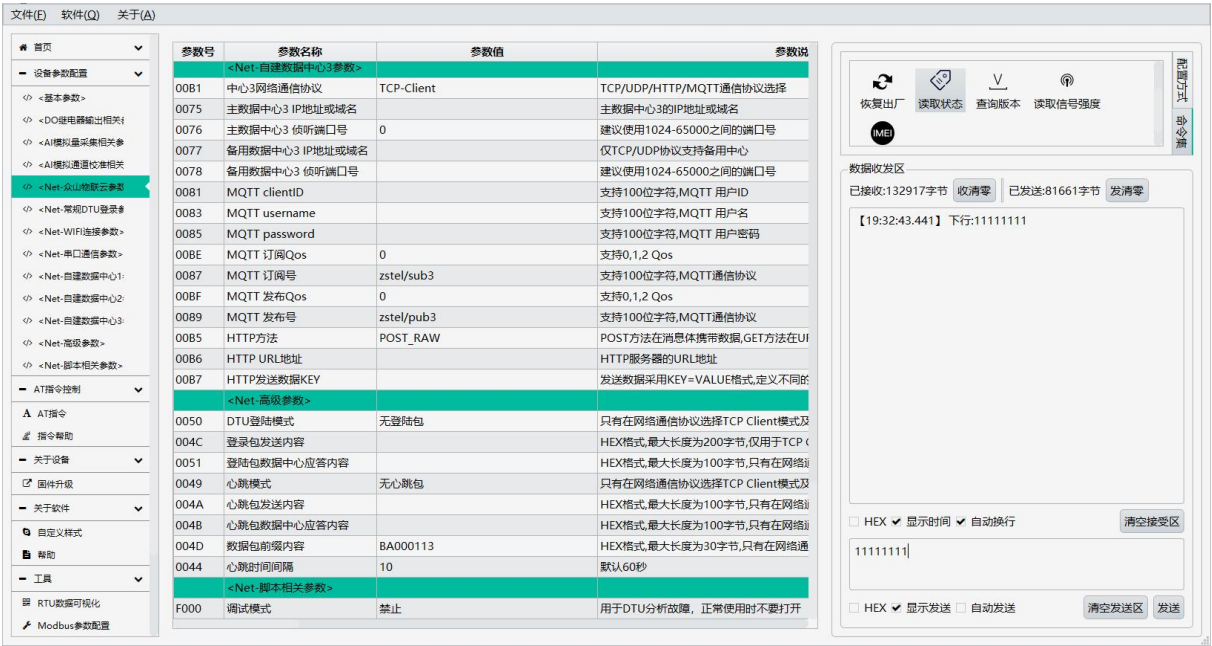 文件(F) 软件(Q) 关于(A)
首页
设备参数配置
<基本参数>
<DO继电器输出相关
<AI模拟量采集相关参
<AI模拟通道校准相关
<Net-众山物联云参数
<Net-常规DTU登录参
<Net-WIFI连接参数>
<Net-串口通信参数>
<Net-自建数据中心1
<Net-自建数据中心2
<Net-自建数据中心3
<Net-高级参数>
<Net-脚本相关参数>
AT指令控制
A AT指令
指令帮助
关于设备
固件升级
关于软件
自定义样式
帮助
工具
RTU数据可视化
Modbus参数配置
参数号 参数名称 参数值 参数说
<Net-自建数据中心3参数>
00B1 中心3网络通信协议 TCP-Client TCP/UDP/HTTP/MQTT通信协议选择
0075 主数据中心3 IP地址或域名 主数据中心3的IP地址或域名
0076 主数据中心3 侦听端口号 0 建议使用1024-65000之间的端口号
0077 备用数据中心3 IP地址或域名 仅TCP/UDP协议支持备用中心
0078 备用数据中心3 侦听端口号 建议使用1024-65000之间的端口号
0081 MQTT clientID 支持100位字符,MQTT 用户ID
0083 MQTT username 支持100位字符,MQTT 用户名
0085 MQTT password 支持100位字符,MQTT 用户密码
00BE MQTT 订阅Qos 0 支持0,1,2 Qos
0087 MQTT 订阅号 zstel/sub3 支持100位字符,MQTT通信协议
00BF MQTT 发布Qos 0 支持0,1,2 Qos
0089 MQTT 发布号 zstel/pub3 支持100位字符,MQTT通信协议
00B5 HTTP方法 POST_RAW POST方法在消息体携带数据,GET方法在UI
00B6 HTTP URL地址 HTTP服务器的URL地址
00B7 HTTP发送数据KEY 发送数据采用KEY=VALUE格式,定义不同的
<Net-高级参数>
0050 DTU登陆模式 无登陆包 只有在网络通信协议选择TCP Client模式及
004C 登录包发送内容 HEX格式,最大长度为200字节,仅用于TCP C
0051 登陆包数据中心应答内容 HEX格式,最大长度为100字节,只有在网络通
0049 心跳模式 无心跳包 只有在网络通信协议选择TCP Client模式及
004A 心跳包发送内容 HEX格式,最大长度为100字节,只有在网络通
004B 心跳包数据中心应答内容 HEX格式,最大长度为100字节,只有在网络通
004D 数据包前缀内容 BA000113 HEX格式,最大长度为30字节,只有在网络通
0044 心跳时间间隔 10 默认60秒
<Net-脚本相关参数>
F000 调试模式 禁止 用于DTU分析故障，正常使用时不要打开
恢复出厂 读取状态 查询版本 读取信号强度
IMEI
配置方式
命令集
数据收发区
已接收:132917字节 收清零 已发送:81661字节 发清零
【19:32:43.441】下行:11111111
HEX 显示时间 自动换行 清空接受区
11111111
HEX 显示发送 自动发送 清空发送区 发送